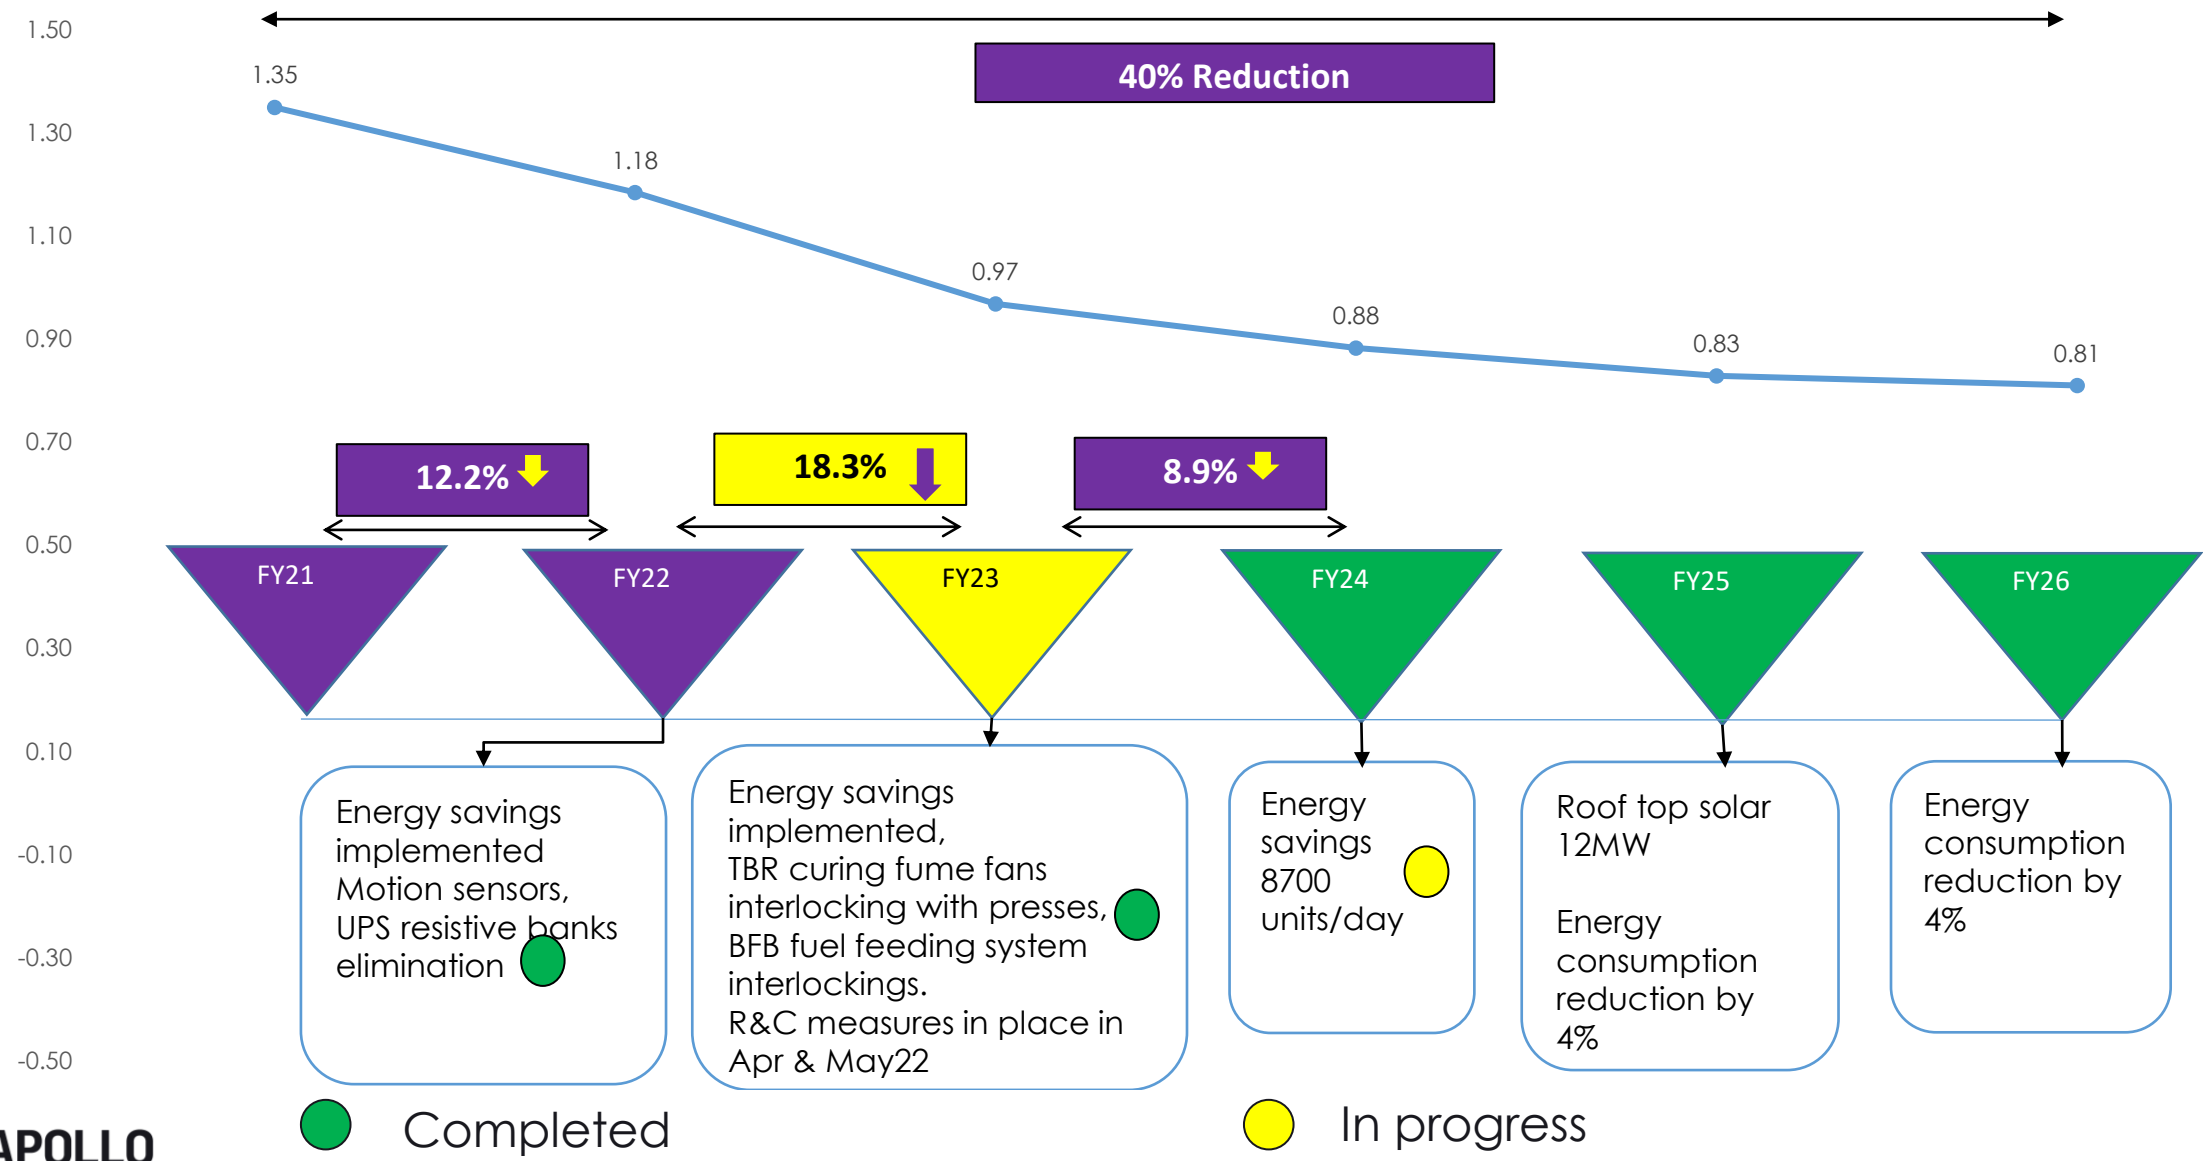 1.50
1.30
1.10
0.90
0.70
0.50
0.30
0.10
-0.10
-0.30
-0.50
40% Reduction
1.35
1.18
0.97
0.88
0.83
0.81
12.2%
18.3%
8.9%
FY21
FY22
FY23
FY24
FY25
FY26
Energy savings
implemented
Motion sensors,
UPS resistive banks
elimination
Energy savings
implemented,
TBR curing fume fans
interlocking with presses,
BFB fuel feeding system
interlockings.
R&C measures in place in
Apr & May22
Energy
savings
8700
units/day
Roof top solar
12MW
Energy
consumption
reduction by
4%
Energy
consumption
reduction by
4%
Completed
In progress
APOLLO